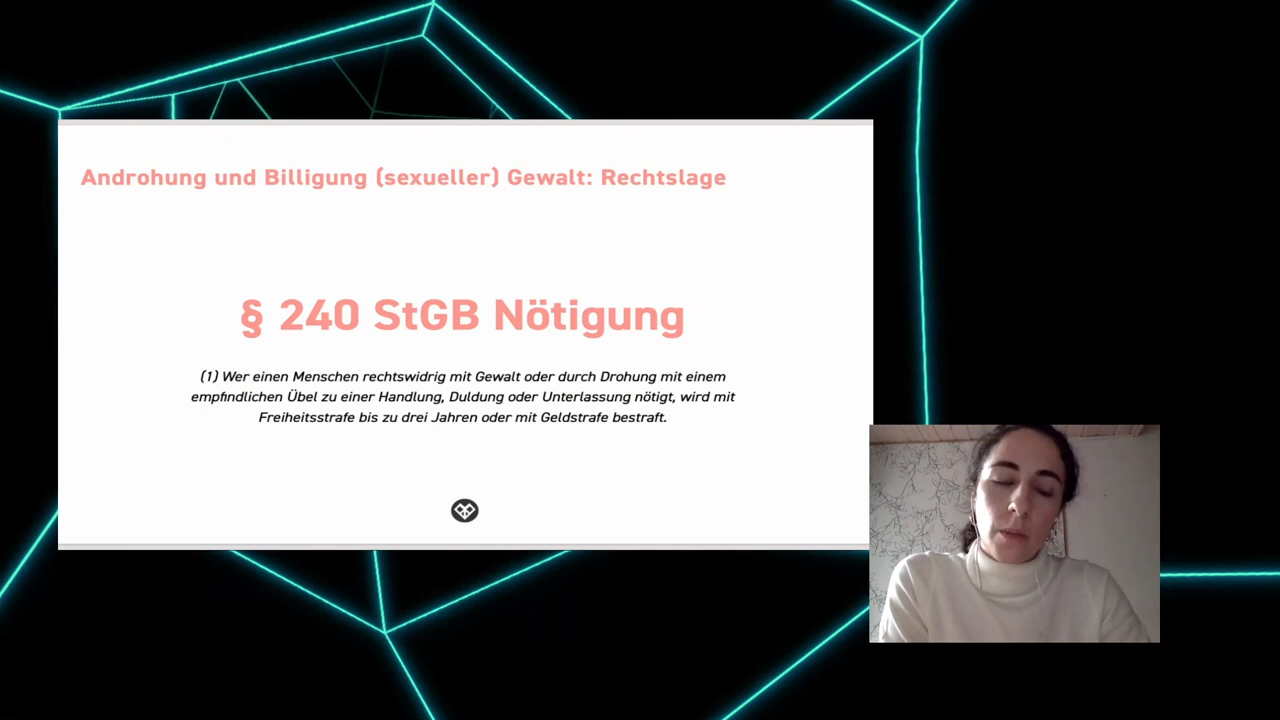 Androhung und Billigung (sexueller) Gewalt: Rechtslage
§ 240 StGB Nötigung
(1) Wer einen Menschen rechtswidrig mit Gewalt oder durch Drohung mit einem
empfindlichen Übel zu einer Handlung, Duldung oder Unterlassung nötigt, wird mit
Freiheitsstrafe bis zu drei Jahren oder mit Geldstrafe bestraft.